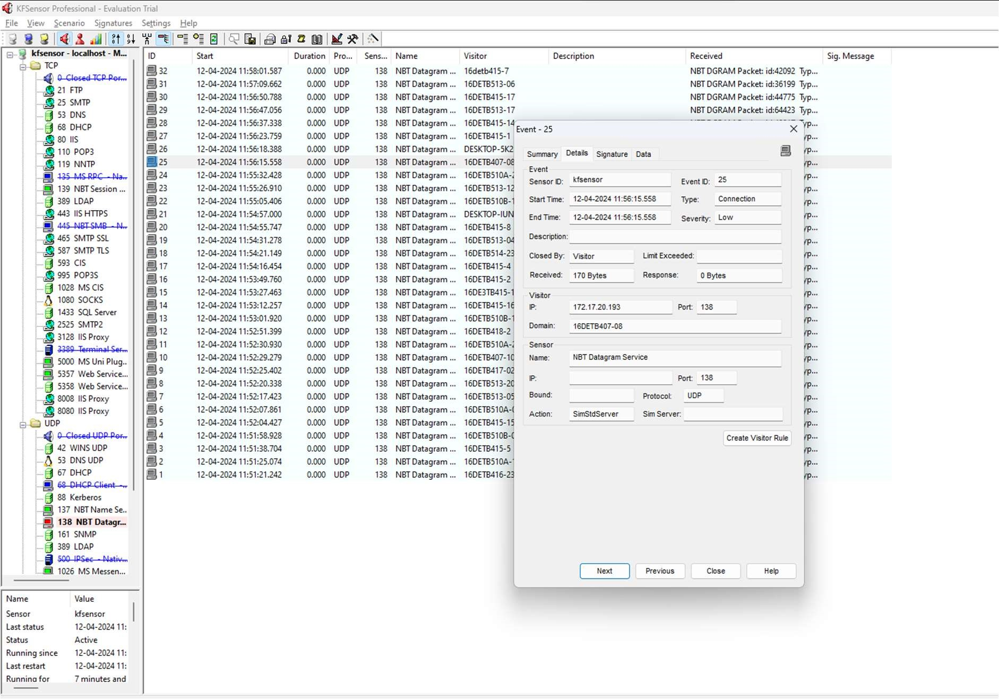 KFSensor Professional - Evaluation Trial
File View Scenario Signatures Settings Help
kfsensor - localhost - M...
TCP
0 Closed TCP Por...
21 FTP
25 SMTP
53 DNS
68 DHCP
80 IIS
110 POP3
119 NNTP
135 MS RPC - Na...
139 NBT Session ...
389 LDAP
443 IIS HTTPS
445 NBT SMB - N...
465 SMTP SSL
587 SMTP TLS
593 CIS
995 POP3S
1028 MS CIS
1080 SOCKS
1433 SQL Server
2525 SMTP2
3128 IIS Proxy
3389 Terminal Ser...
5000 MS Uni Plug..
5357 Web Service...
5358 Web Service...
8008 IIS Proxy
8080 IIS Proxy
UDP
0 Closed UDP Por..
42 WINS UDP
53 DNS UDP
67 DHCP
68 DHCP Client -..
88 Kerberos
137 NBT Name Se..
138 NBT Datagr...
161 SNMP
389 LDAP
500 IPSec - Nativ...
1026 MS Messen...
Name Value
Sensor kfsensor
Last status 12-04-2024 11:
Status Active
Running since 12-04-2024 11:
Last restart 12-04-2024 11:
Running for 7 minutes and
ID Start Duration Pro... Sens... Name Visitor Description Received Sig. Message
32 12-04-2024 11:58:01.587 0.000 UDP 138 NBT Datagram ... 16detb415-7 NBT DGRAM Packet: id:42092 Typ...
31 12-04-2024 11:57:09.662 0.000 UDP 138 NBT Datagram ... 16DETB513-06 NBT DGRAM Packet: id:36199 Typ...
30 12-04-2024 11:56:50.788 0.000 UDP 138 NBT Datagram ... 16DETB415-17 NBT DGRAM Packet: id:44775 Typ...
29 12-04-2024 11:56:47.056 0.000 UDP 138 NBT Datagram ... 16DETB513-17 NBT DGRAM Packet: id:64423 Typ...
28 12-04-2024 11:56:37.338 0.000 UDP 138 NBT Datagram ... 16DETB415-14 yp...
27 12-04-2024 11:56:23.759 0.000 UDP 138 NBT Datagram ... 16DETB415-1 yp...
26 12-04-2024 11:56:18.388 0.000 UDP 138 NBT Datagram ... DESKTOP-5K2 yp...
25 12-04-2024 11:56:15.558 0.000 UDP 138 NBT Datagram ... 16DETB407-08 yp...
24 12-04-2024 11:55:32.428 0.000 UDP 138 NBT Datagram ... 16DETB510A-2 yp...
23 12-04-2024 11:55:26.910 0.000 UDP 138 NBT Datagram ... 16DETB513-12 yp...
22 12-04-2024 11:55:05.406 0.000 UDP 138 NBT Datagram ... 16DETB510B-1 yp...
21 12-04-2024 11:54:57.000 0.000 UDP 138 NBT Datagram ... DESKTOP-IUN yp...
20 12-04-2024 11:54:55.747 0.000 UDP 138 NBT Datagram ... 16DETB415-8 yp...
19 12-04-2024 11:54:31.278 0.000 UDP 138 NBT Datagram ... 16DETB513-04 yp...
18 12-04-2024 11:54:21.149 0.000 UDP 138 NBT Datagram ... 16DETB514-23 yp...
17 12-04-2024 11:54:16.454 0.000 UDP 138 NBT Datagram ... 16DETB415-4 yp...
16 12-04-2024 11:53:49.760 0.000 UDP 138 NBT Datagram ... 16DETB415-2 yp...
15 12-04-2024 11:53:27.463 0.000 UDP 138 NBT Datagram ... 16DE3TB415-1 yp...
14 12-04-2024 11:53:12.257 0.000 UDP 138 NBT Datagram ... 16DETB415-16 yp...
13 12-04-2024 11:53:01.920 0.000 UDP 138 NBT Datagram ... 16DETB510B-1 yp...
12 12-04-2024 11:52:51.399 0.000 UDP 138 NBT Datagram ... 16DETB418-2 yp...
11 12-04-2024 11:52:30.930 0.000 UDP 138 NBT Datagram ... 16DETB510A-2 yp...
10 12-04-2024 11:52:29.279 0.000 UDP 138 NBT Datagram ... 16DETB407-10 yp...
9 12-04-2024 11:52:25.402 0.000 UDP 138 NBT Datagram ... 16DETB417-02 yp...
8 12-04-2024 11:52:20.338 0.000 UDP 138 NBT Datagram ... 16DETB513-20 yp...
7 12-04-2024 11:52:17.423 0.000 UDP 138 NBT Datagram ... 16DETB513-05 yp...
6 12-04-2024 11:52:07.861 0.000 UDP 138 NBT Datagram ... 16DETB510A-0 yp...
5 12-04-2024 11:52:04.427 0.000 UDP 138 NBT Datagram ... 16DETB415-15 yp...
4 12-04-2024 11:51:58.928 0.000 UDP 138 NBT Datagram ... 16DETB510B-0 yp...
3 12-04-2024 11:51:38.704 0.000 UDP 138 NBT Datagram ... 16DETB415-5 yp...
2 12-04-2024 11:51:25.074 0.000 UDP 138 NBT Datagram ... 16DETB510A-1 yp...
1 12-04-2024 11:51:21.242 0.000 UDP 138 NBT Datagram ... 16DETB416-23 yp...
Event - 25
Summary Details Signature Data
Event
Sensor ID: kfsensor Event ID: 25
Start Time: 12-04-2024 11:56:15.558 Type: Connection
End Time: 12-04-2024 11:56:15.558 Severity: Low
Description:
Closed By: Visitor Limit Exceeded:
Received: 170 Bytes Response: 0 Bytes
Visitor
IP: 172.17.20.193 Port: 138
Domain: 16DETB407-08
Sensor
Name: NBT Datagram Service
IP: Port: 138
Bound: Protocol: UDP
Action: SimStdServer Sim Server:
Create Visitor Rule
Next Previous Close Help